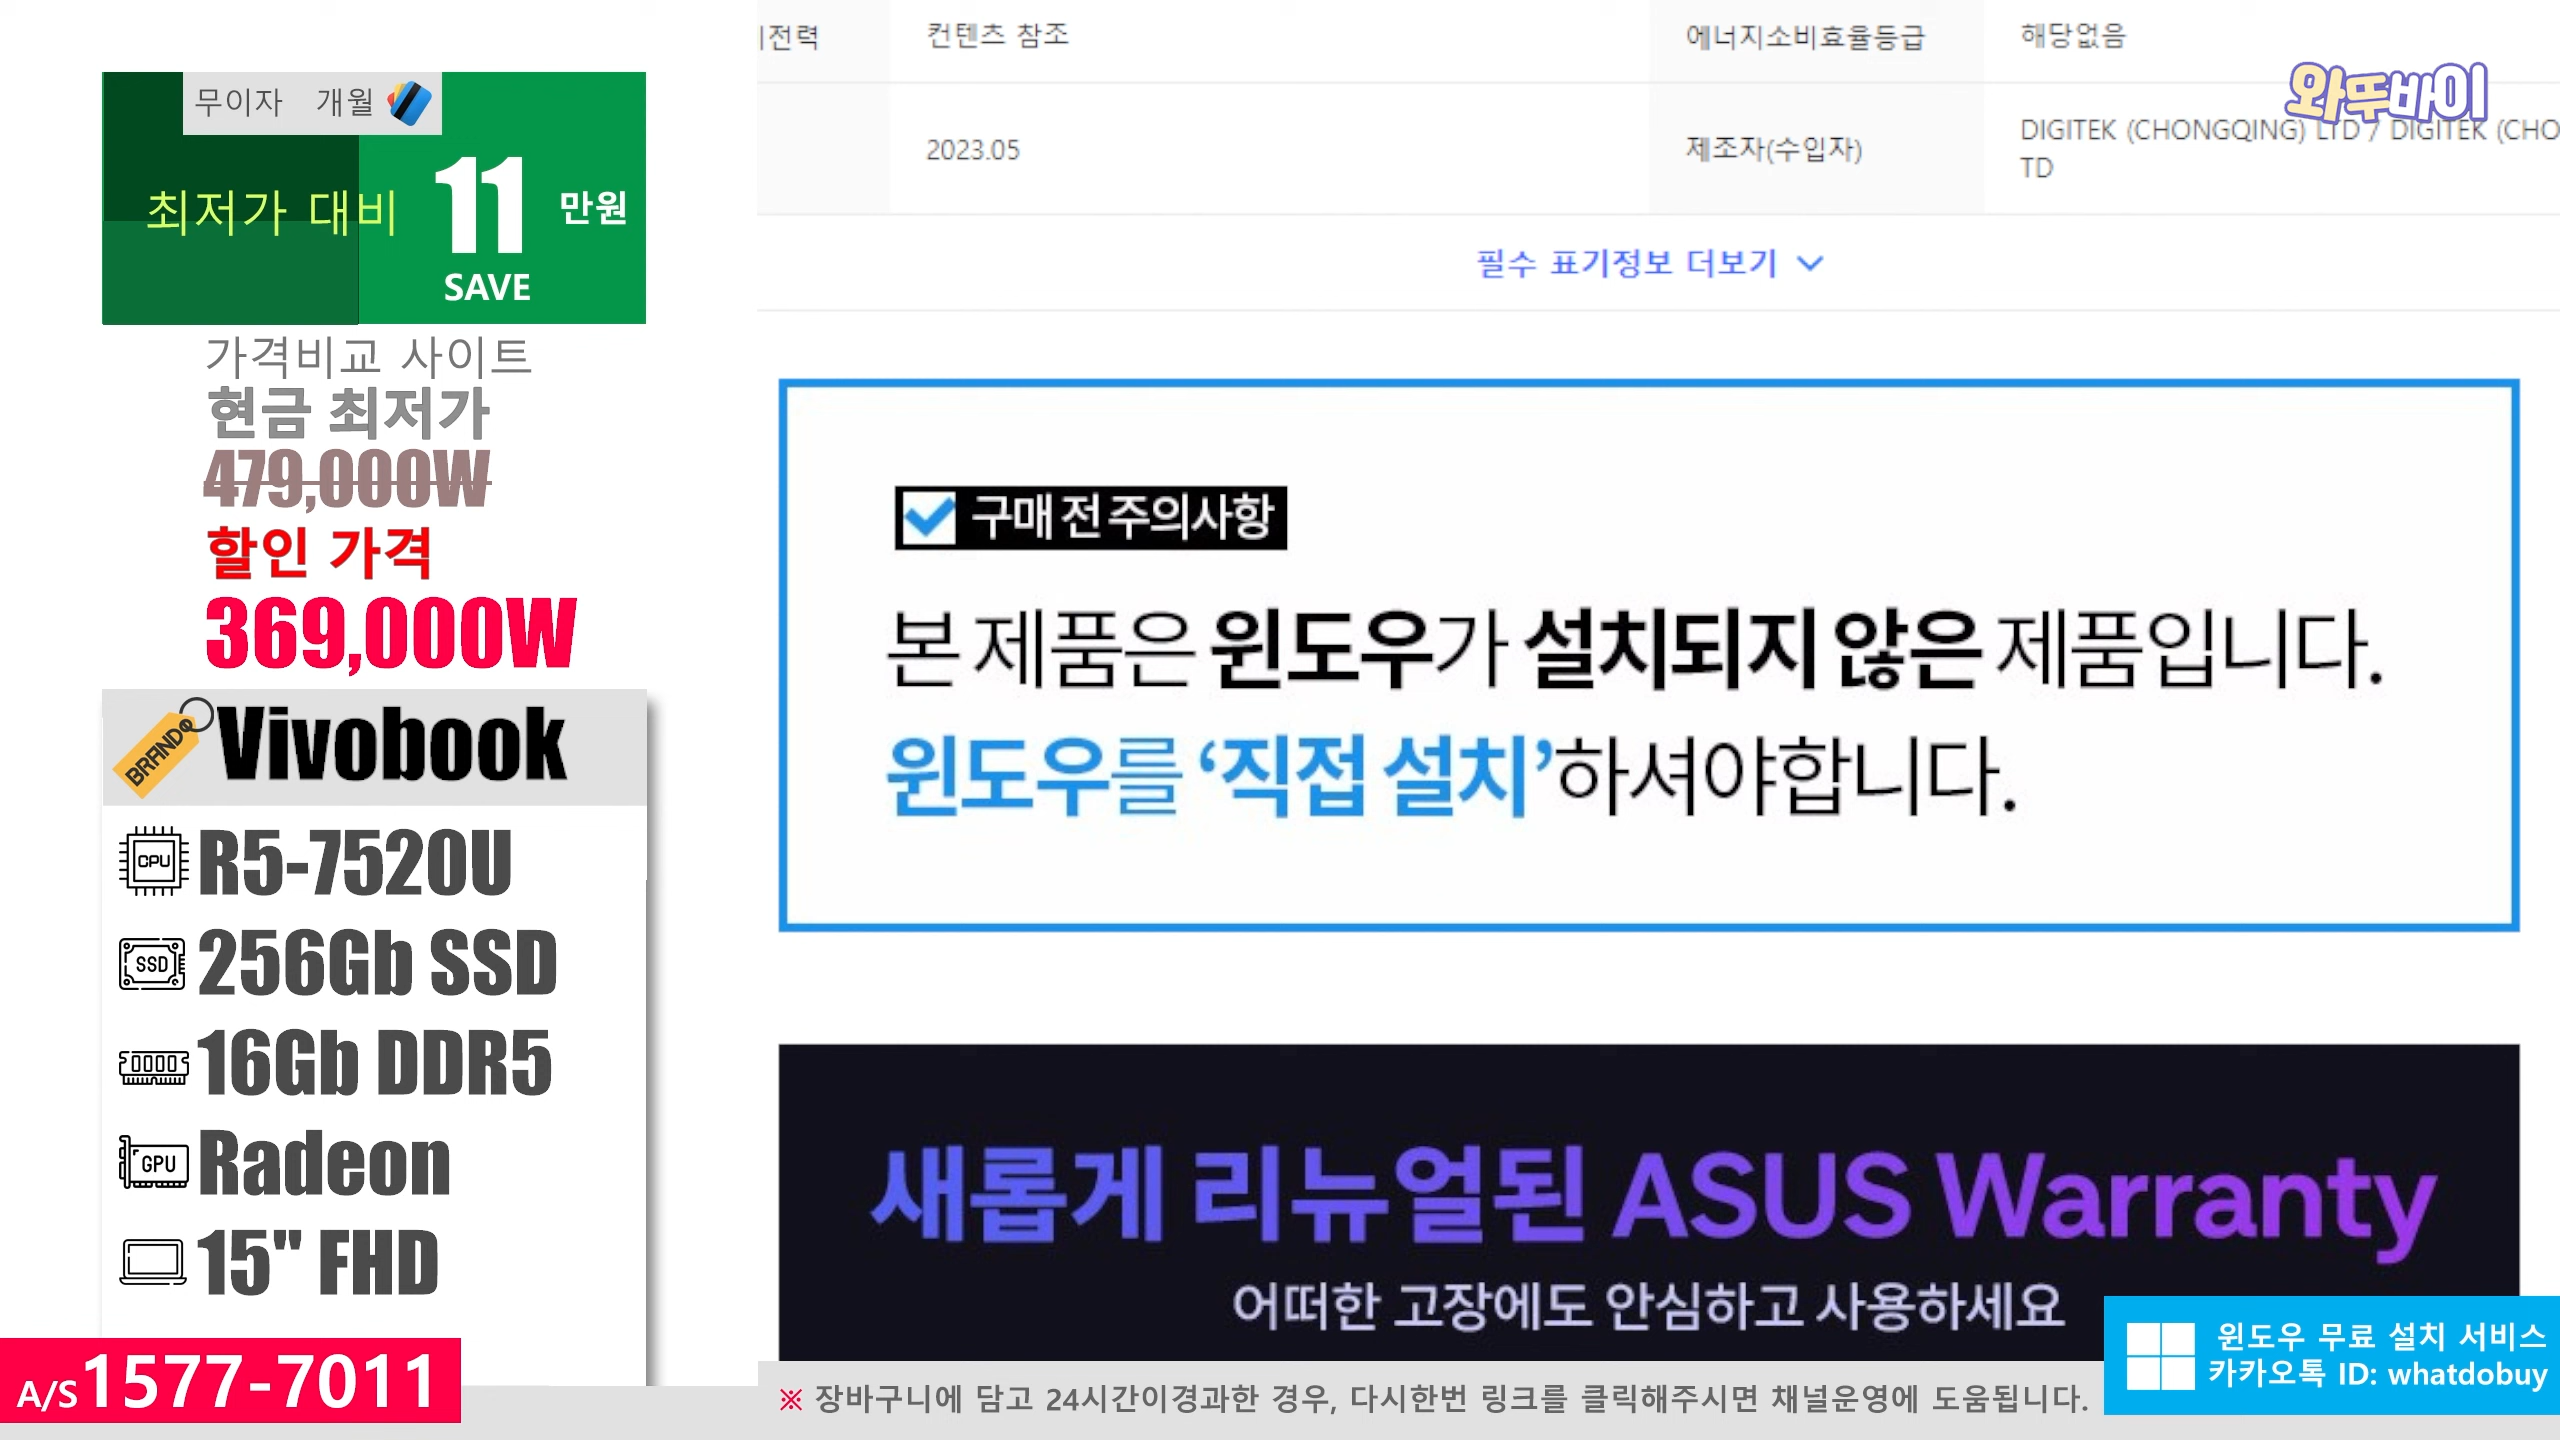 무이자 개월
최저가 대비 11 만원
SAVE
가격비교 사이트
현금 최저가
479,000W
할인 가격
369,000W
BRAND
Vivobook
CPU R5-7520U
SSD 256Gb SSD
16Gb DDR5
GPU Radeon
15" FHD
A/S 1577-7011
전력 컨텐츠 참조 에너지소비효율등급 해당없음
와뚜바이
2023.05 제조자(수입자) DIGITEK (CHONGQING) LTD / DIGITEK (CHO
TD
필수 표기정보 더보기
구매 전 주의사항
본 제품은 윈도우가 설치되지 않은 제품입니다.
윈도우를 ‘직접 설치’하셔야합니다.
새롭게 리뉴얼된 ASUS Warranty
어떠한 고장에도 안심하고 사용하세요
※ 장바구니에 담고 24시간이경과한 경우, 다시한번 링크를 클릭해주시면 채널운영에 도움됩니다.
윈도우 무료 설치 서비스
카카오톡 ID: whatdobuy